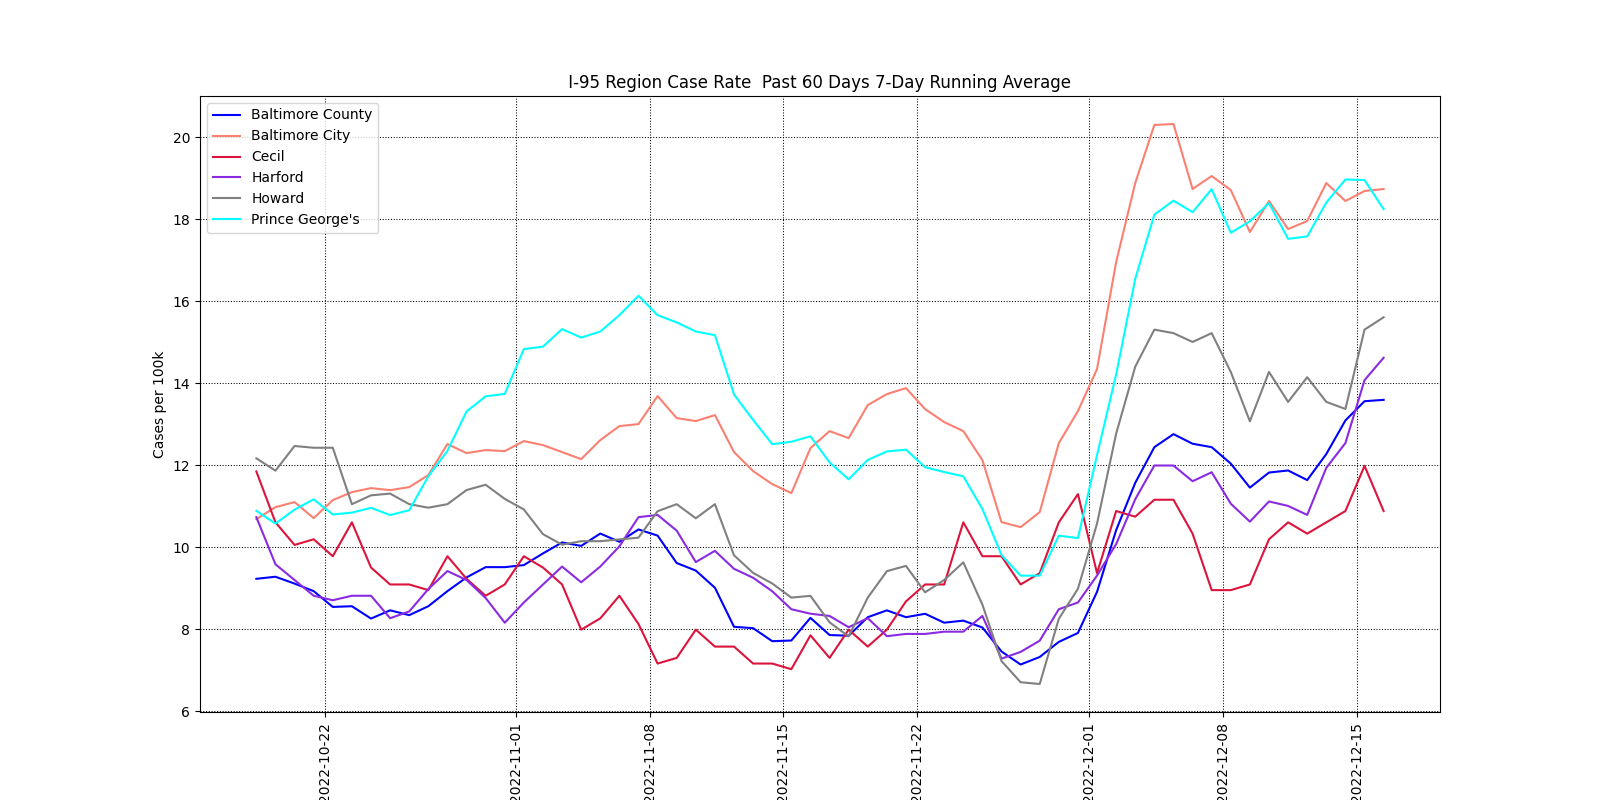 I-95 Region Case Rate  Past 60 Days 7-Day Running Average
Baltimore County
Baltimore City
Cecil
Harford
Howard
Prince George's
Cases per 100k
20
18
16
14
12
10
8
6
2022-10-22
2022-11-01
2022-11-08
2022-11-15
2022-11-22
2022-12-01
2022-12-08
2022-12-15